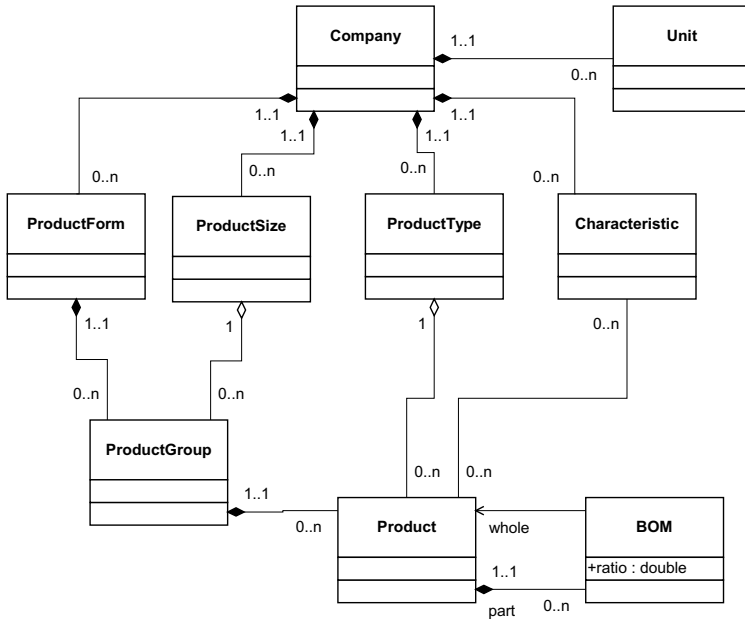 Company
Unit
1..1
0..n
1..1
1..1
1..1
1..1
0..n
0..n
0..n
0..n
ProductForm
ProductSize
ProductType
Characteristic
1..1
1
1
0..n
0..n
0..n
ProductGroup
1..1
0..n
0..n
0..n
Product
whole
BOM
+ratio : double
1..1
part
0..n